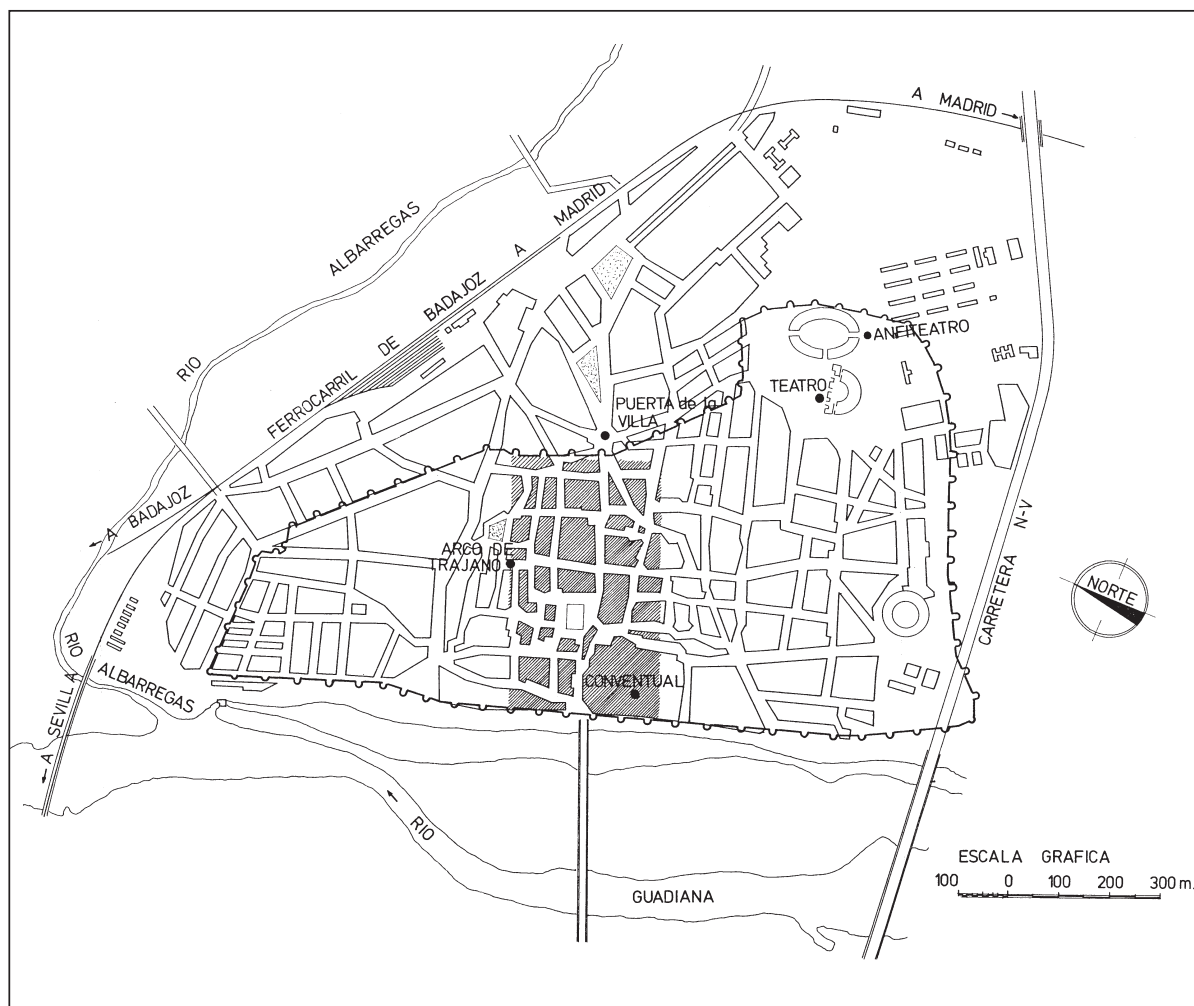 A MADRID
RIO ALBARREGAS
FERROCARRIL DE BADAJOZ A MADRID
ANFITEATRO
TEATRO
PUERTA de la
VILLA
A BADAJOZ
ARCO DE
TRAJANO
CARRETERA N-V
NORTE
RIO ALBARREGAS
CONVENTUAL
A SEVILLA
RIO GUADIANA
ESCALA GRAFICA
100 0 100 200 300 m.